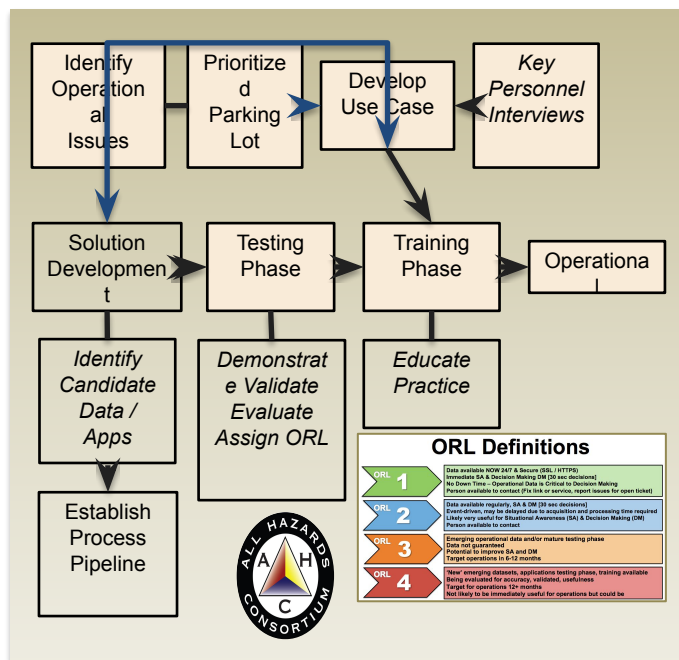 Identify
Operation
al
Issues
Prioritize
d
Parking
Lot
Develop
Use Case
Key
Personnel
Interviews
Solution
Developmen
t
Testing
Phase
Training
Phase
Operationa
l
Identify
Candidate
Data /
Apps
Demonstrat
e Validate
Evaluate
Assign ORL
Educate
Practice
Establish
Process
Pipeline
ALL HAZARDS
A H
C
CONSORTIUM
ORL Definitions
ORL 1
Data available NOW 24/7 & Secure (SSL / HTTPS)
Immediate SA & Decision Making DM [30 sec decisions]
No Down Time – Operational Data is Critical to Decision Making
Person available to contact (Fix link or service, report issues for open ticket)
ORL 2
Data available regularly, SA & DM [30 sec decisions]
Event-driven, may be delayed due to acquisition and processing time required
Likely very useful for Situational Awareness (SA) & Decision Making (DM)
Person available to contact
ORL 3
Emerging operational data and/or mature testing phase
Data not guaranteed
Potential to improve SA and DM
Target operations in 6-12 months
ORL 4
'New' emerging datasets, applications testing phase, training available
Being evaluated for accuracy, validated, usefulness
Target for operations 12+ months
Not likely to be immediately useful for operations but could be